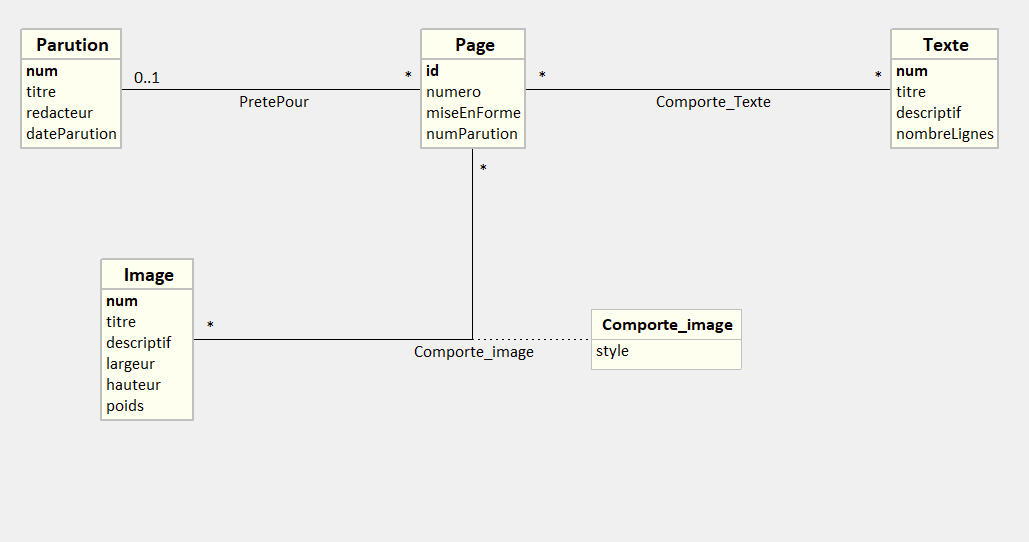 Parution
num
titre
redacteur
dateParution
0..1
*
PretePour
Page
id
numero
miseEnForme
numParution
*
*
Comporte_Texte
Texte
num
titre
descriptif
nombreLignes
*
Image
num
titre
descriptif
largeur
hauteur
poids
*
Comporte_image
Comporte_image
style